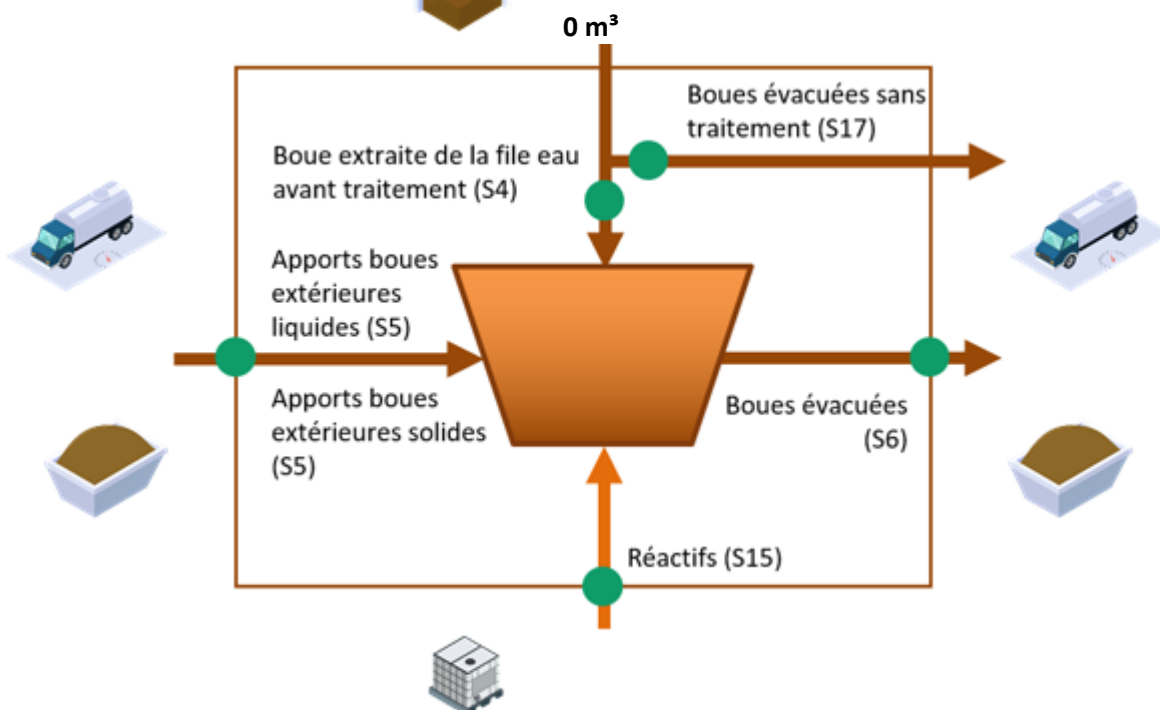 0 m³
Boues évacuées sans
traitement (S17)
Boue extraite de la file eau
avant traitement (S4)
Apports boues
extérieures
liquides (S5)
Apports boues
extérieures solides
(S5)
Boues évacuées
(S6)
Réactifs (S15)